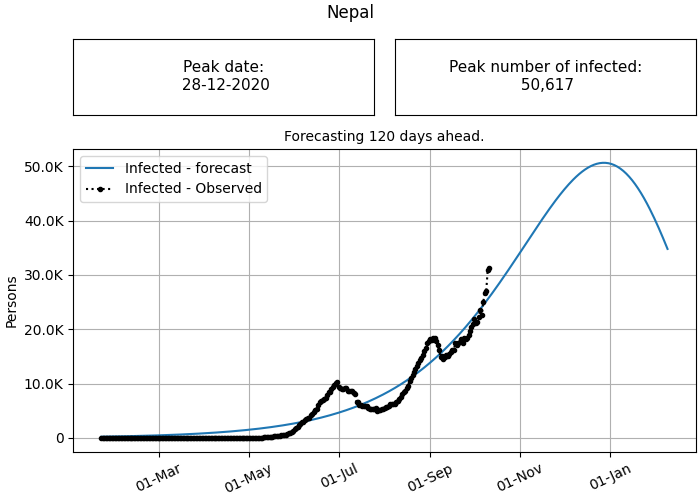 Nepal
Peak date:
28-12-2020
Peak number of infected:
50,617
Forecasting 120 days ahead.
Infected - forecast
Infected - Observed
Persons
50.0K
40.0K
30.0K
20.0K
10.0K
0
01-Mar
01-May
01-Jul
01-Sep
01-Nov
01-Jan